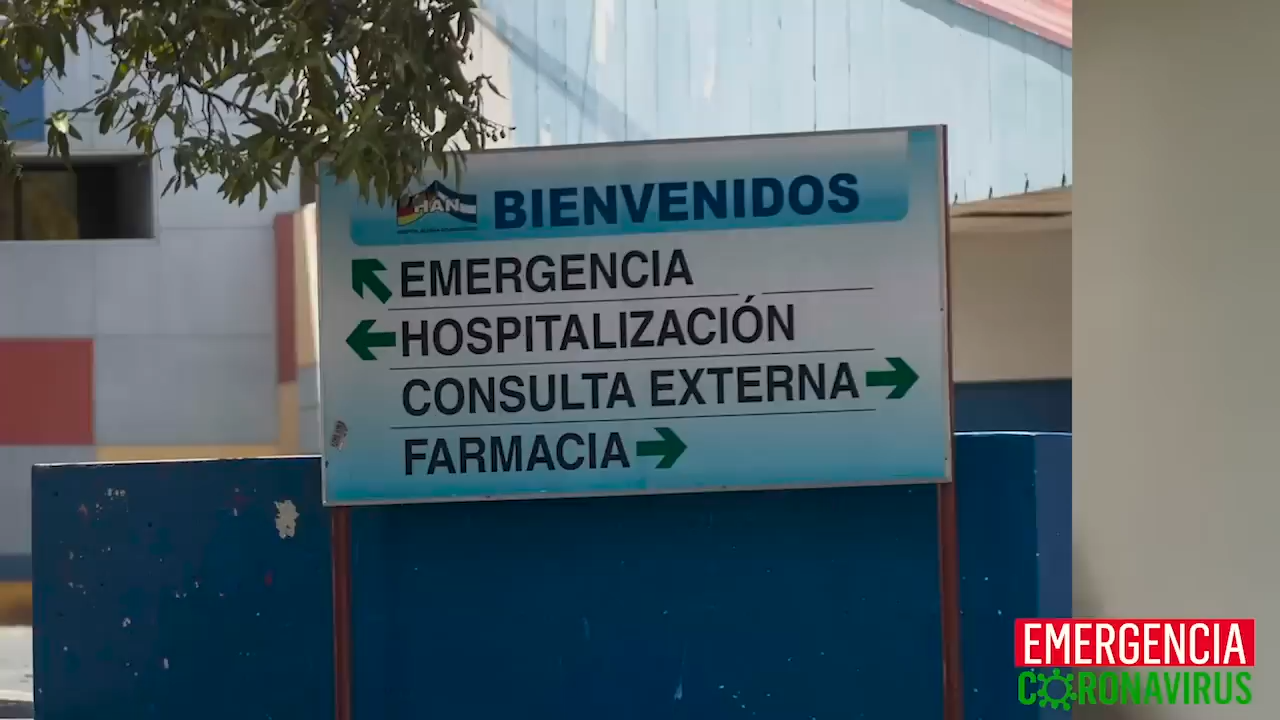 HAN
BIENVENIDOS
EMERGENCIA
HOSPITALIZACIÓN
CONSULTA EXTERNA
FARMACIA
EMERGENCIA
CORONAVIRUS